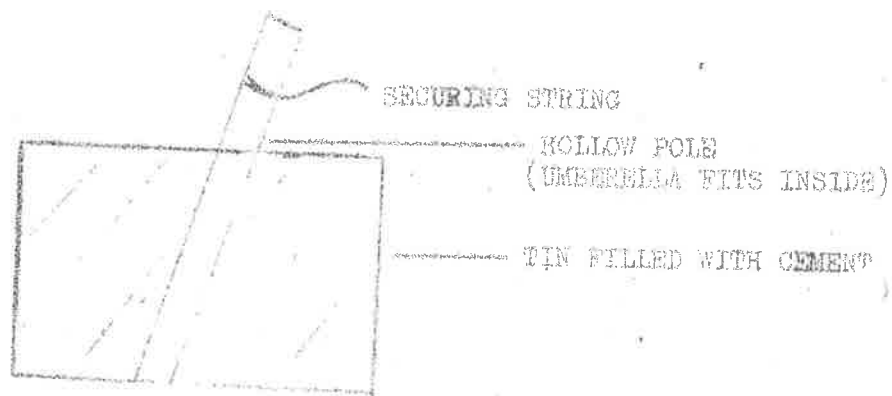 SECURING STRING
HOLLOW POLE
(UMBERELLA FITS INSIDE)
TIN FILLED WITH CEMENT